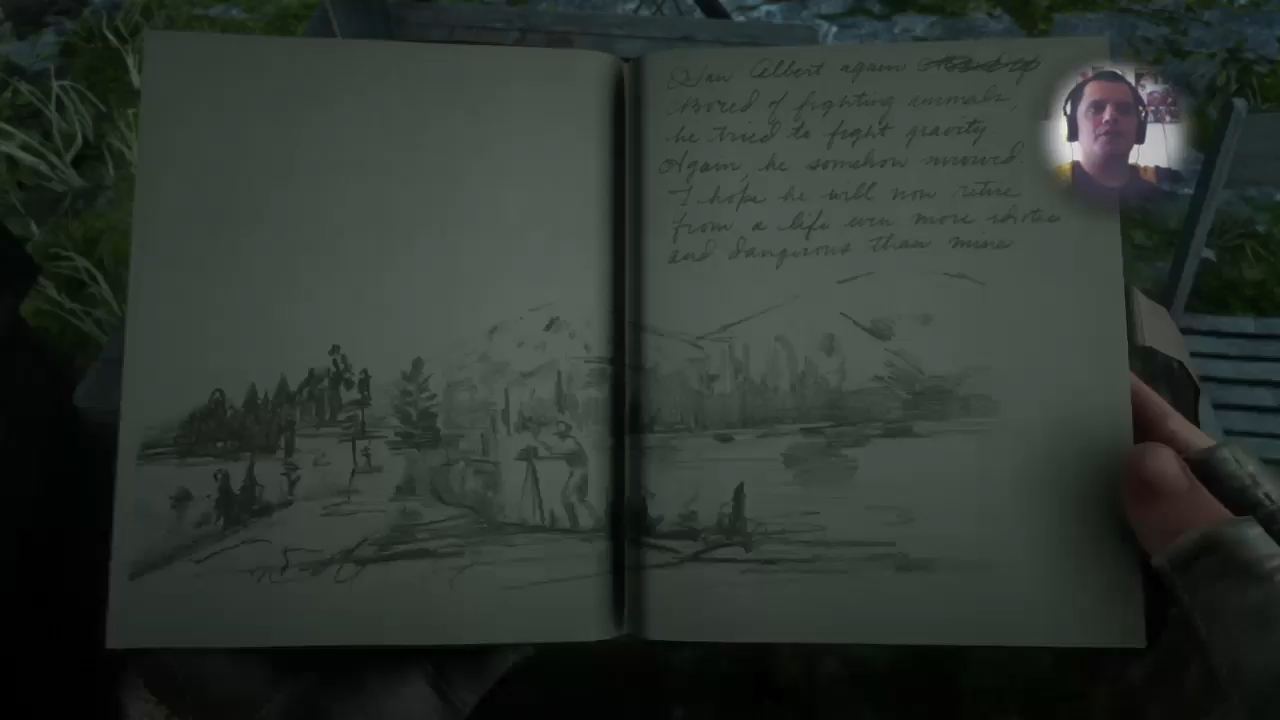 Saw Albert again
Bored of fighting animals,
he tried to fight gravity.
Again, he somehow survived.
I hope he will now retire
from a life even more idiotic
and dangerous than mine